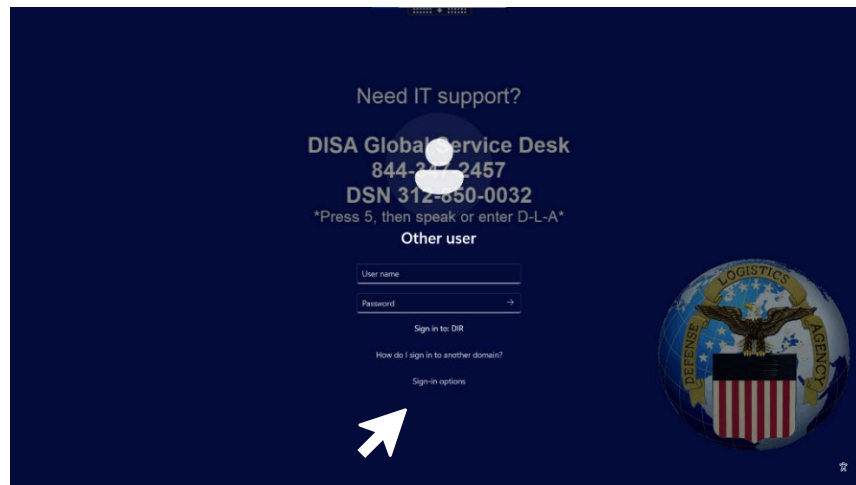 Need IT support?
DISA Global Service Desk
844-347-2457
DSN 312-850-0032
*Press 5, then speak or enter D-L-A*
Other user
User name
Password
Sign in to: DIR
How do I sign in to another domain?
Sign-in options
DEFENSE LOGISTICS AGENCY